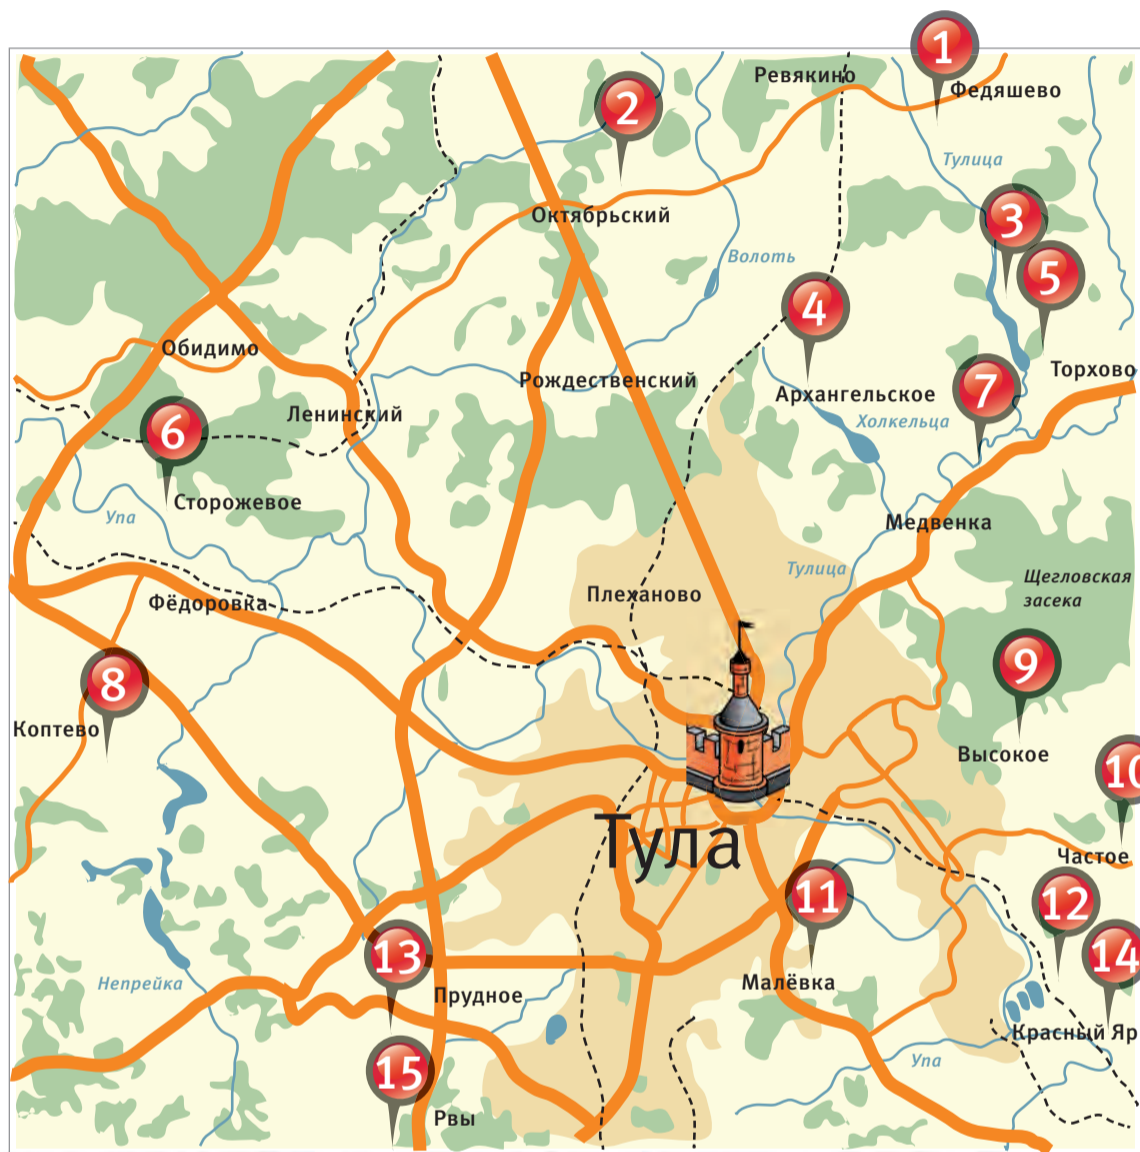 1
Ревякино
Федяшево
2
Тулица
3
Октябрьский
Волоть
5
4
Обидимо
Рождественский
Торхово
7
Архангельское
Ленинский
Холкельца
6
Сторожевое
Упа
Медвенка
Тулица
Щегловская
засека
Плеханово
Фёдоровка
9
8
Коптево
Высокое
10
Тула
Частое
11
12
13
14
Непрейка
Малёвка
Прудное
Красный Яр
Упа
15
Рвы